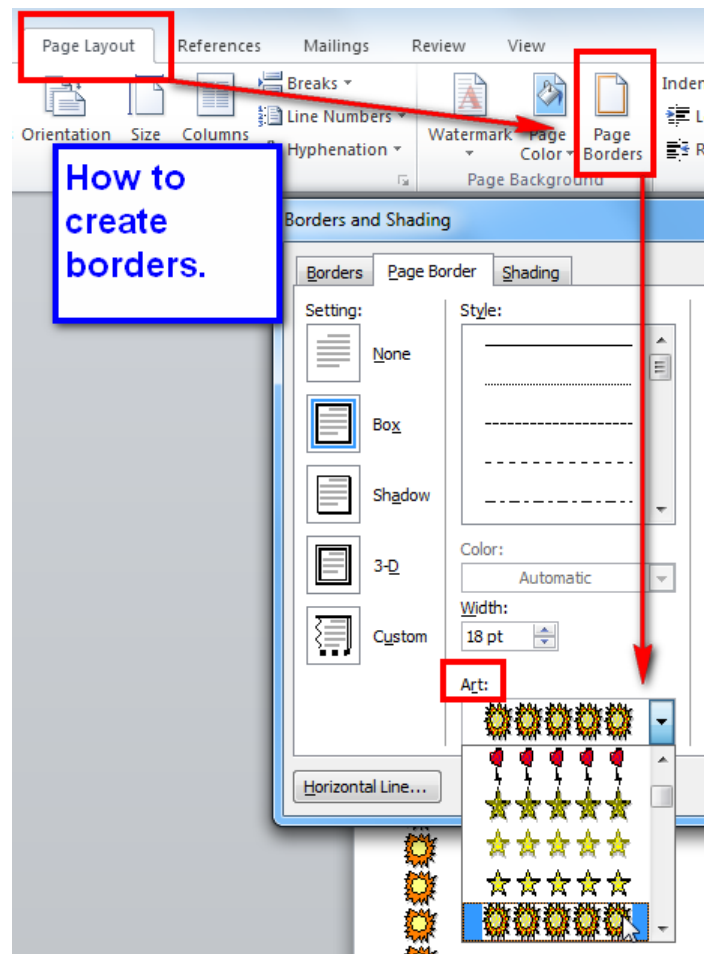 Page Layout References Mailings Review View
Breaks
Line Numbers
Hyphenation
Orientation Size Columns
Watermark Page Color Page Borders
Page Background
Inden
L
R
How to
create
borders.
Borders and Shading
Borders Page Border Shading
Setting:
None
Box
Shadow
3-D
Custom
Style:
Color:
Automatic
Width:
18 pt
Art:
Horizontal Line...